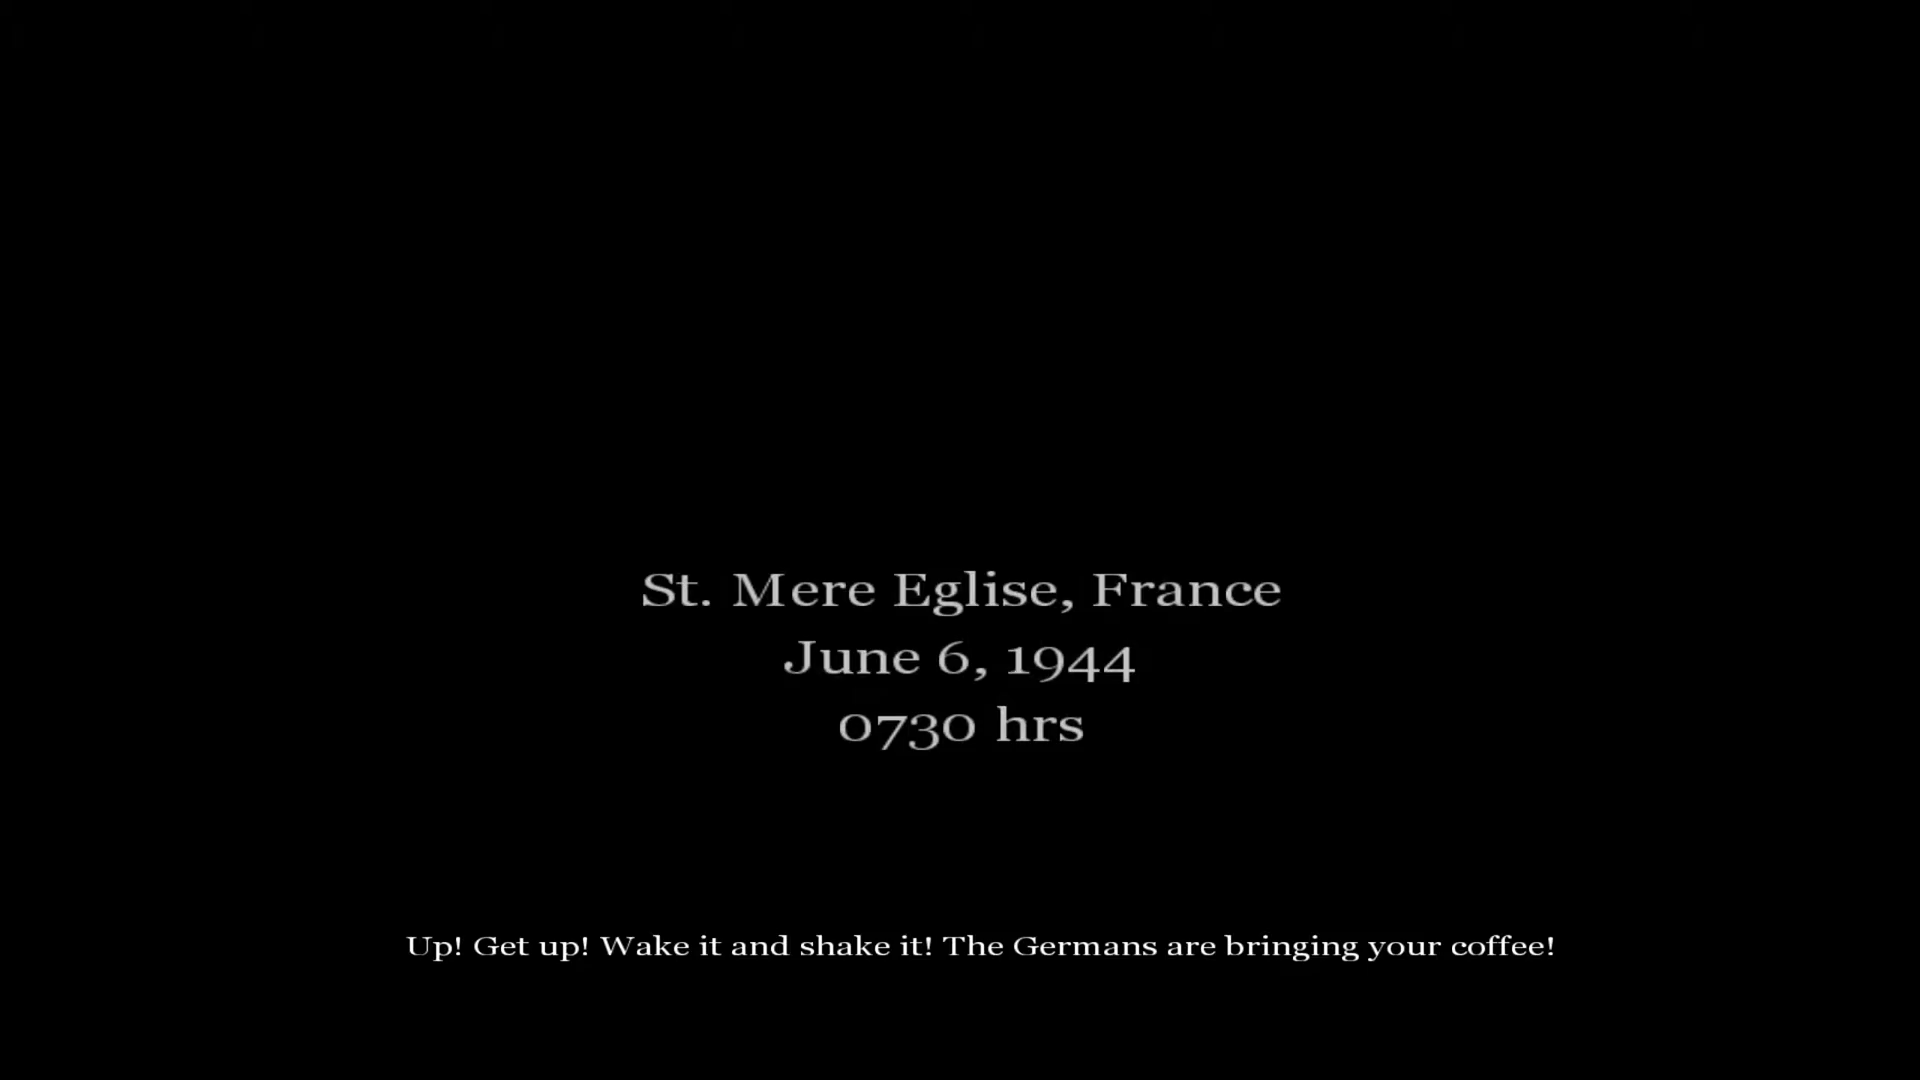 St. Mere Eglise, France
June 6, 1944
0730 hrs
Up! Get up! Wake it and shake it! The Germans are bringing your coffee!